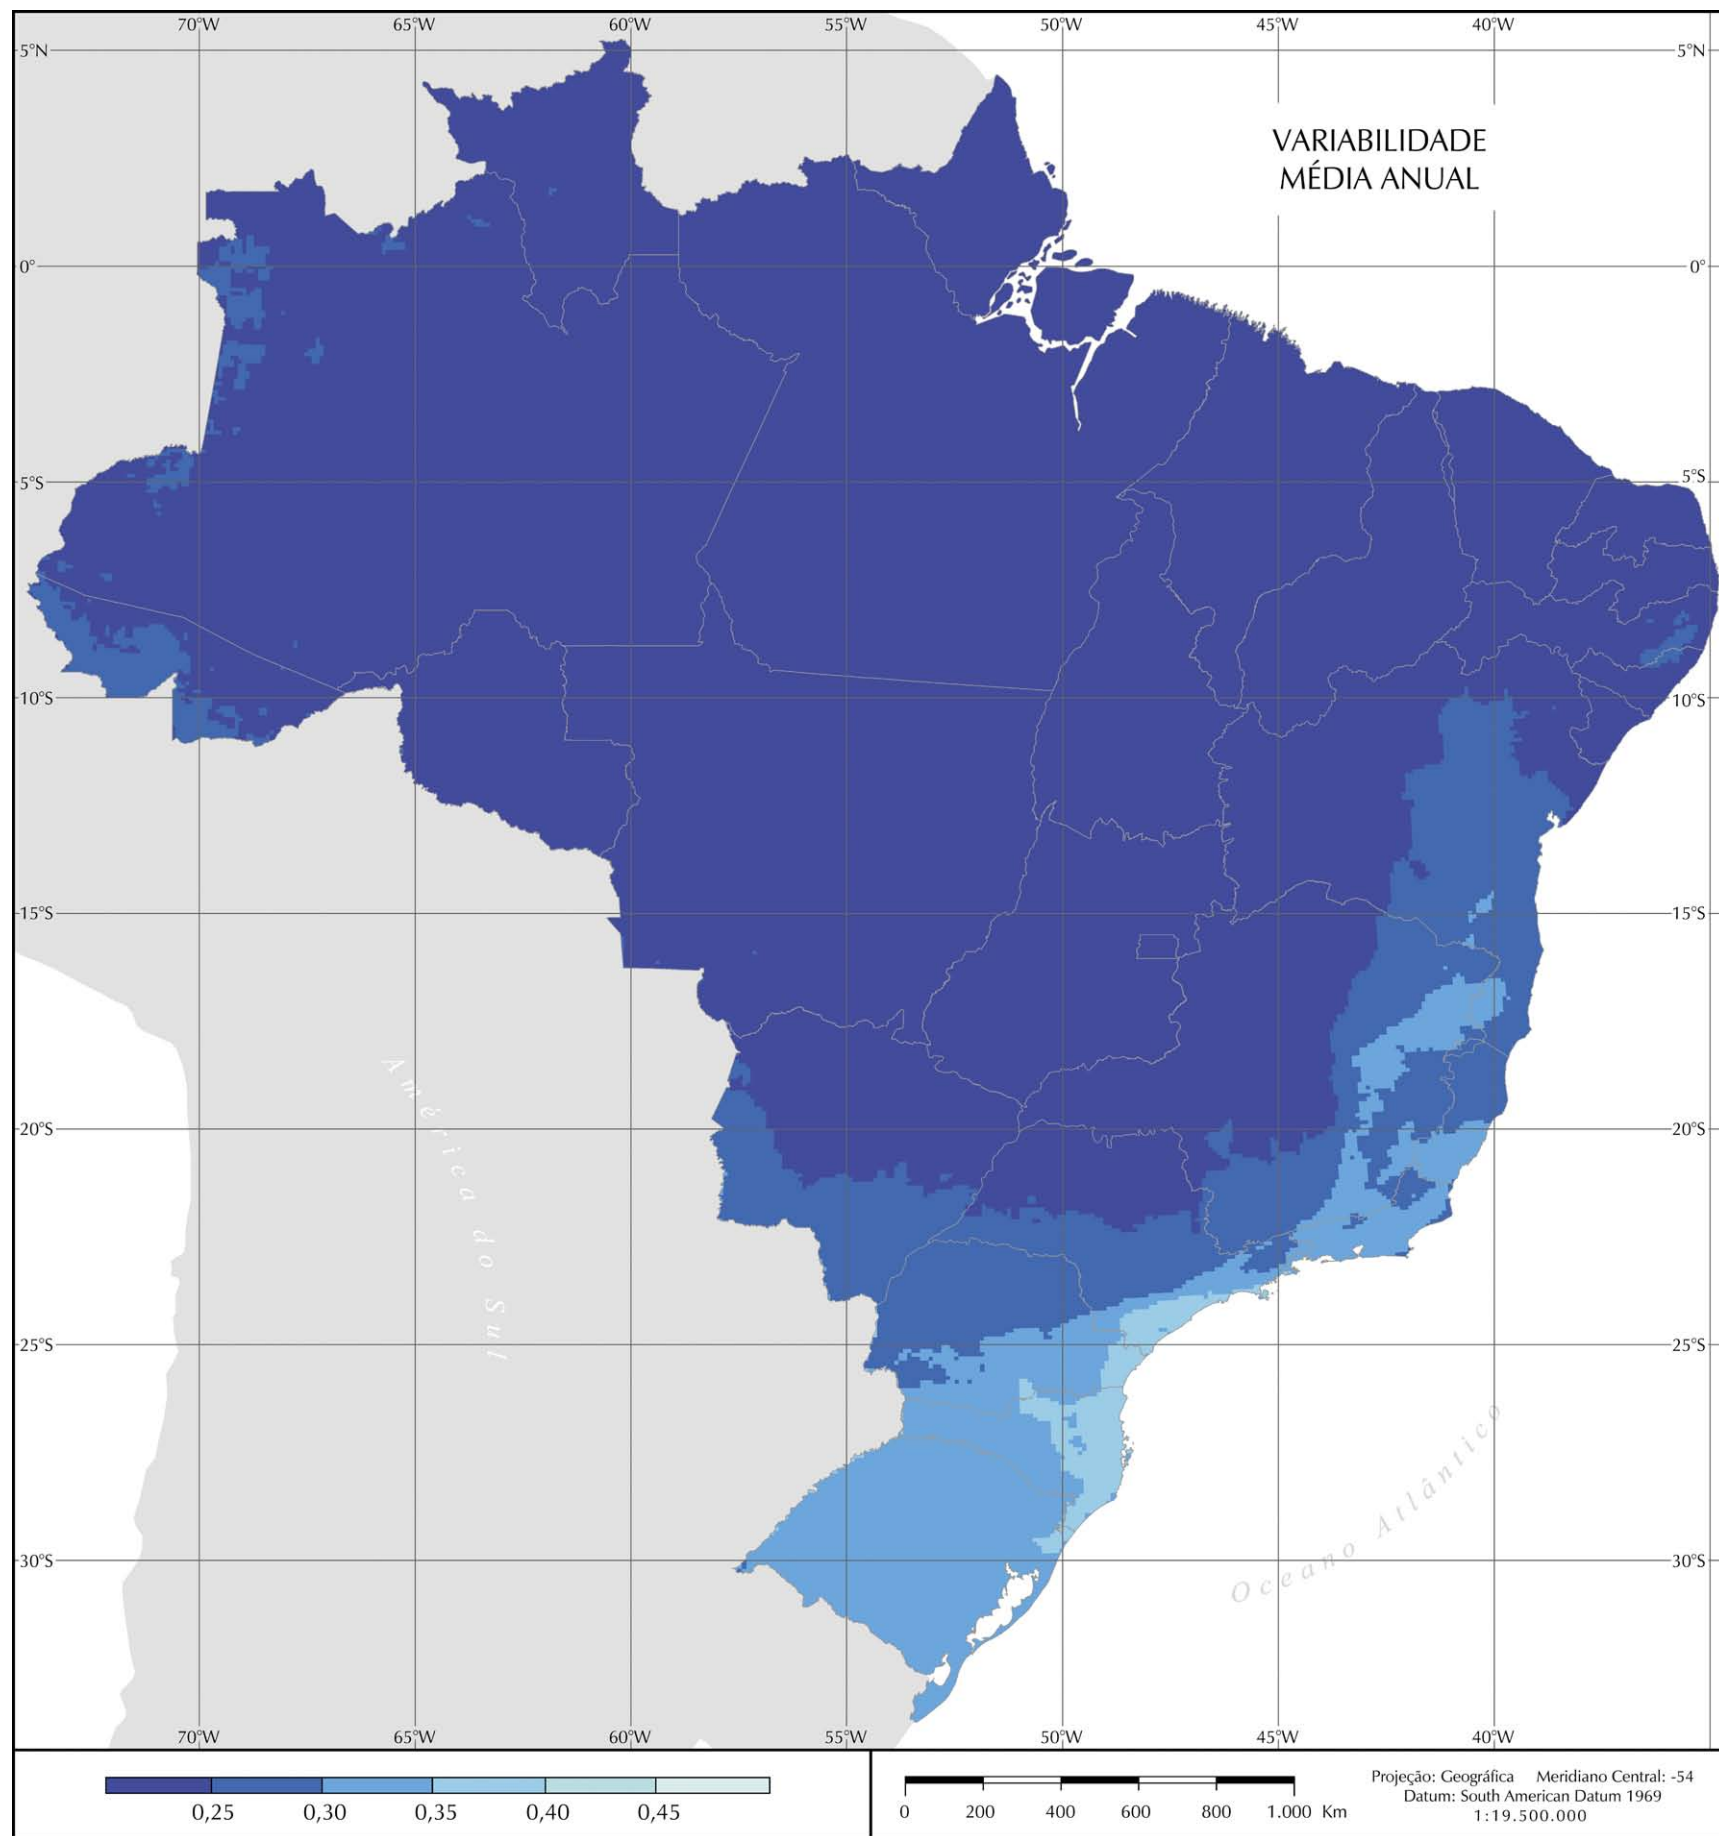 70°W 65°W 60°W 55°W 50°W 45°W 40°W
5°N 5°N
VARIABILIDADE
MÉDIA ANUAL
0° 0°
5°S 5°S
10°S 10°S
15°S 15°S
América do Sul
20°S 20°S
25°S 25°S
Oceano Atlântico
30°S 30°S
70°W 65°W 60°W 55°W 50°W 45°W 40°W
0,25 0,30 0,35 0,40 0,45
0 200 400 600 800 1.000 Km
Projeção: Geográfica Meridiano Central: -54
Datum: South American Datum 1969
1:19.500.000